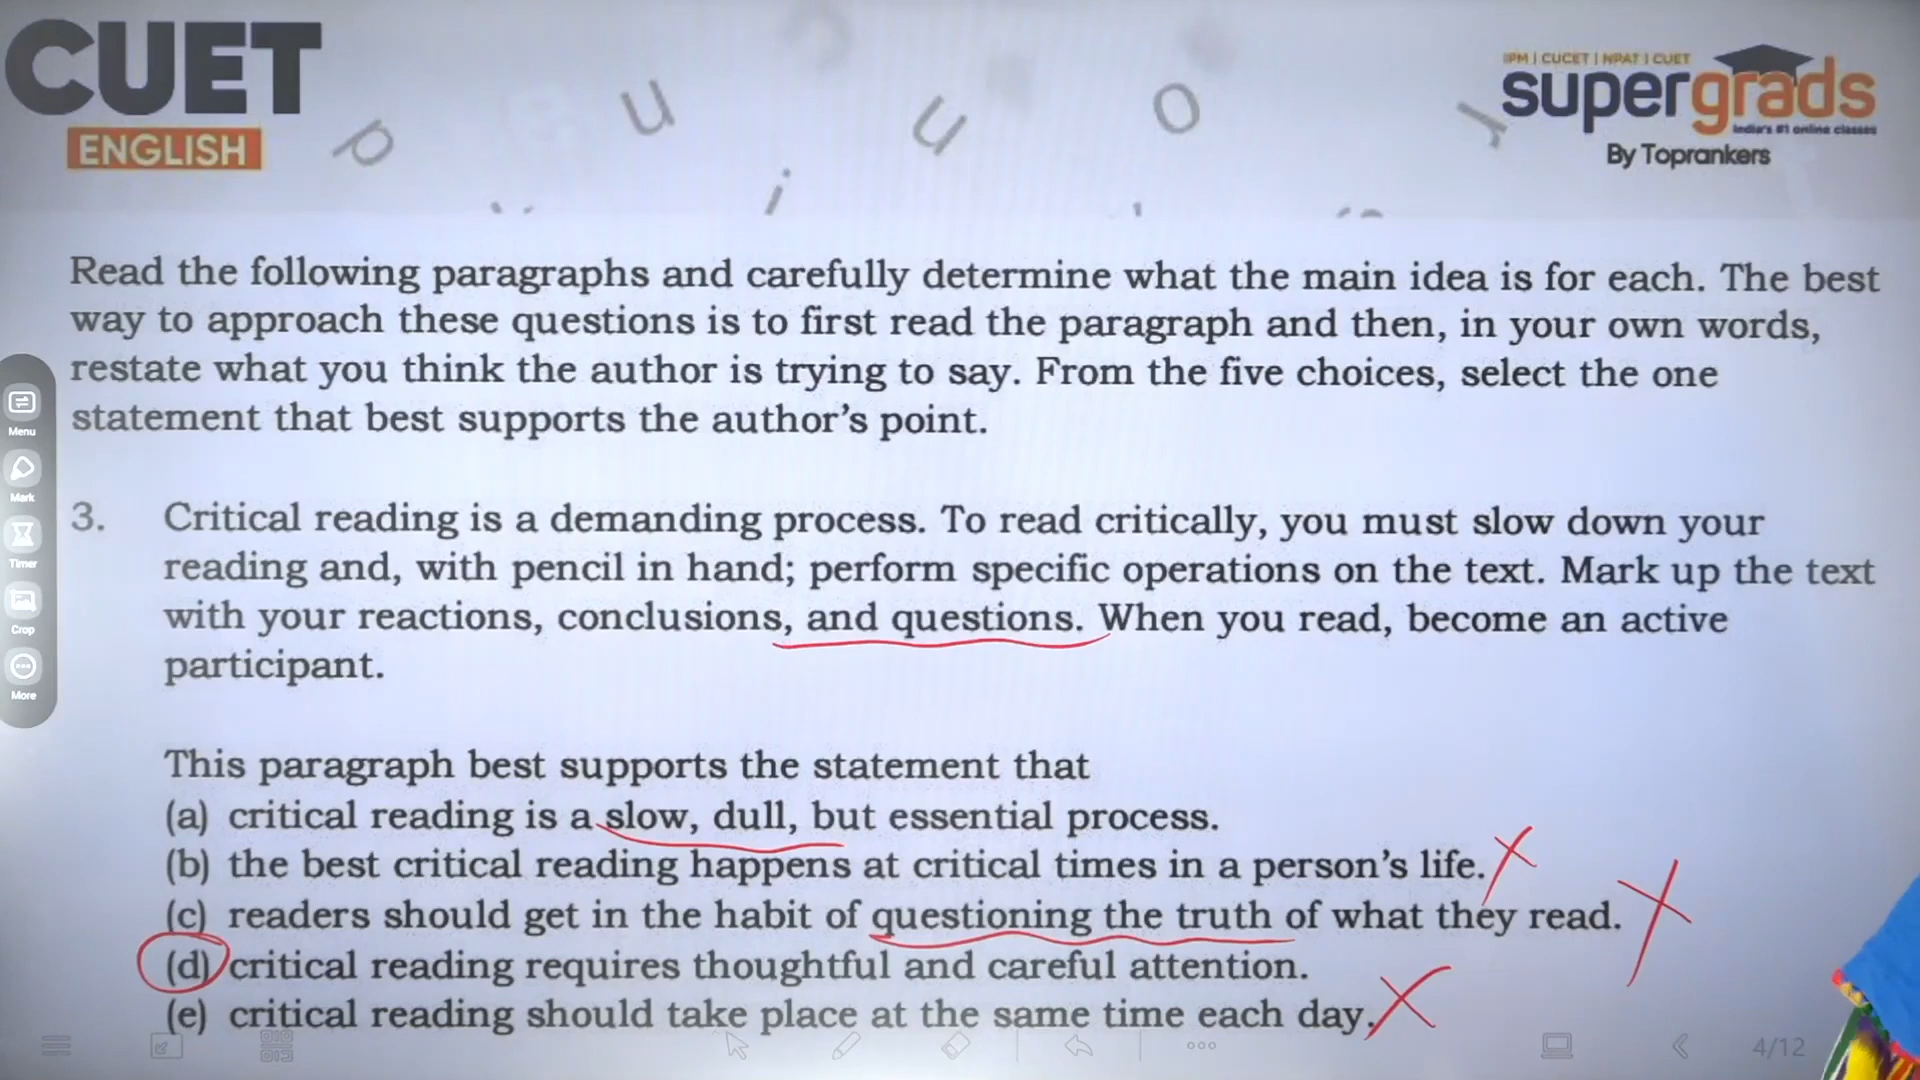 CUET
ENGLISH
IPM | CUCET | NPAT | CUET
supergrads
India's #1 online classes
By Toprankers
Read the following paragraphs and carefully determine what the main idea is for each. The best
way to approach these questions is to first read the paragraph and then, in your own words,
restate what you think the author is trying to say. From the five choices, select the one
statement that best supports the author's point.
Menu
Mark
Timer
Crop
More
3. Critical reading is a demanding process. To read critically, you must slow down your
reading and, with pencil in hand; perform specific operations on the text. Mark up the text
with your reactions, conclusions, and questions. When you read, become an active
participant.
This paragraph best supports the statement that
(a) critical reading is a slow, dull, but essential process.
(b) the best critical reading happens at critical times in a person's life.
(c) readers should get in the habit of questioning the truth of what they read.
(d) critical reading requires thoughtful and careful attention.
(e) critical reading should take place at the same time each day.
4/12